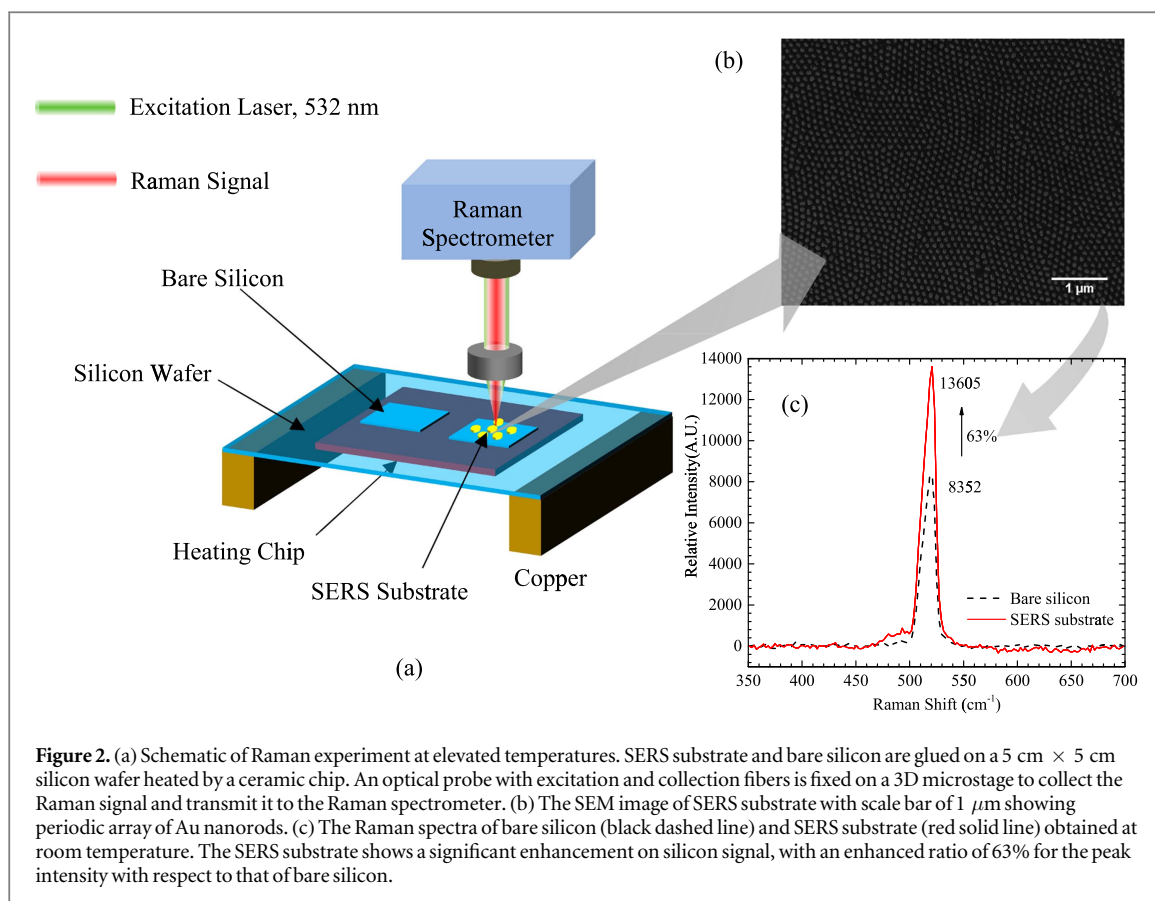 Excitation Laser, 532 nm
Raman Signal
Raman
Spectrometer
Bare Silicon
Silicon Wafer
Heating Chip
SERS Substrate
Copper
(a)
(b)
1 μm
(c)
14000
12000
10000
8000
6000
4000
2000
0
Relative Intensity(A.U.)
13605
63%
8352
Bare silicon
SERS substrate
350 400 450 500 550 600 650 700
Raman Shift (cm⁻¹)
Figure 2. (a) Schematic of Raman experiment at elevated temperatures. SERS substrate and bare silicon are glued on a 5 cm × 5 cm
silicon wafer heated by a ceramic chip. An optical probe with excitation and collection fibers is fixed on a 3D microstage to collect the
Raman signal and transmit it to the Raman spectrometer. (b) The SEM image of SERS substrate with scale bar of 1 μm showing
periodic array of Au nanorods. (c) The Raman spectra of bare silicon (black dashed line) and SERS substrate (red solid line) obtained at
room temperature. The SERS substrate shows a significant enhancement on silicon signal, with an enhanced ratio of 63% for the peak
intensity with respect to that of bare silicon.